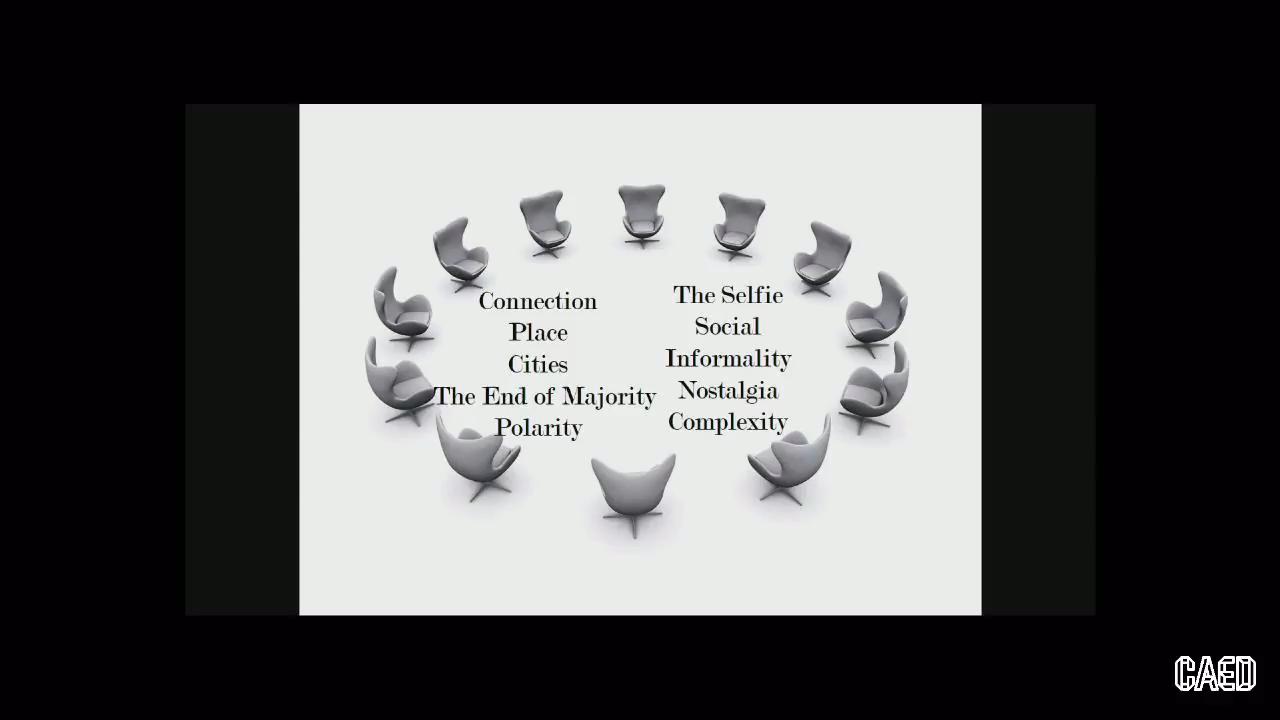 Connection
Place
Cities
The End of Majority
Polarity
The Selfie
Social
Informality
Nostalgia
Complexity
CAED